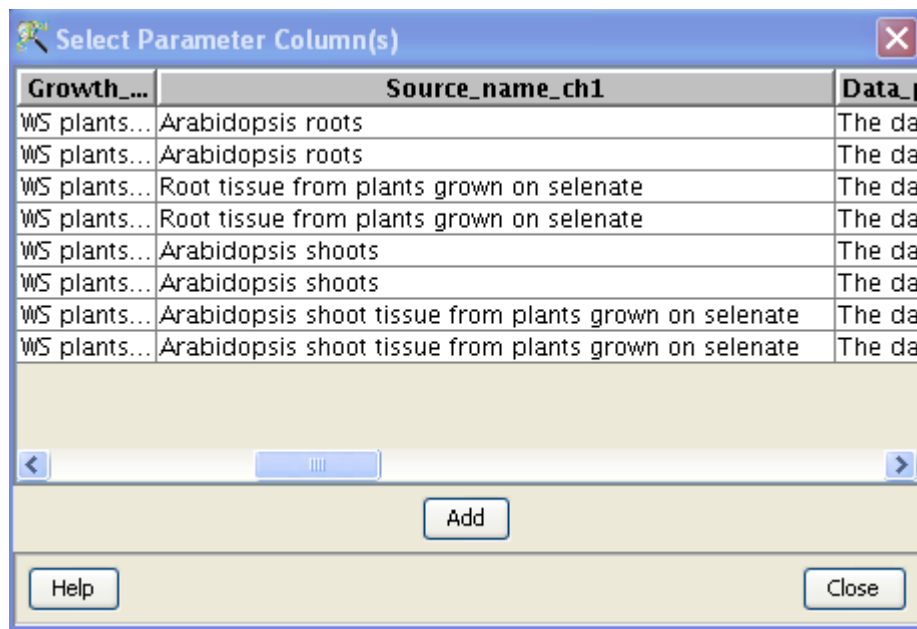 Select Parameter Column(s)
Growth_... Source_name_ch1 Data_p
WS plants... Arabidopsis roots The da
WS plants... Arabidopsis roots The da
WS plants... Root tissue from plants grown on selenate The da
WS plants... Root tissue from plants grown on selenate The da
WS plants... Arabidopsis shoots The da
WS plants... Arabidopsis shoots The da
WS plants... Arabidopsis shoot tissue from plants grown on selenate The da
WS plants... Arabidopsis shoot tissue from plants grown on selenate The da
Add
Help Close